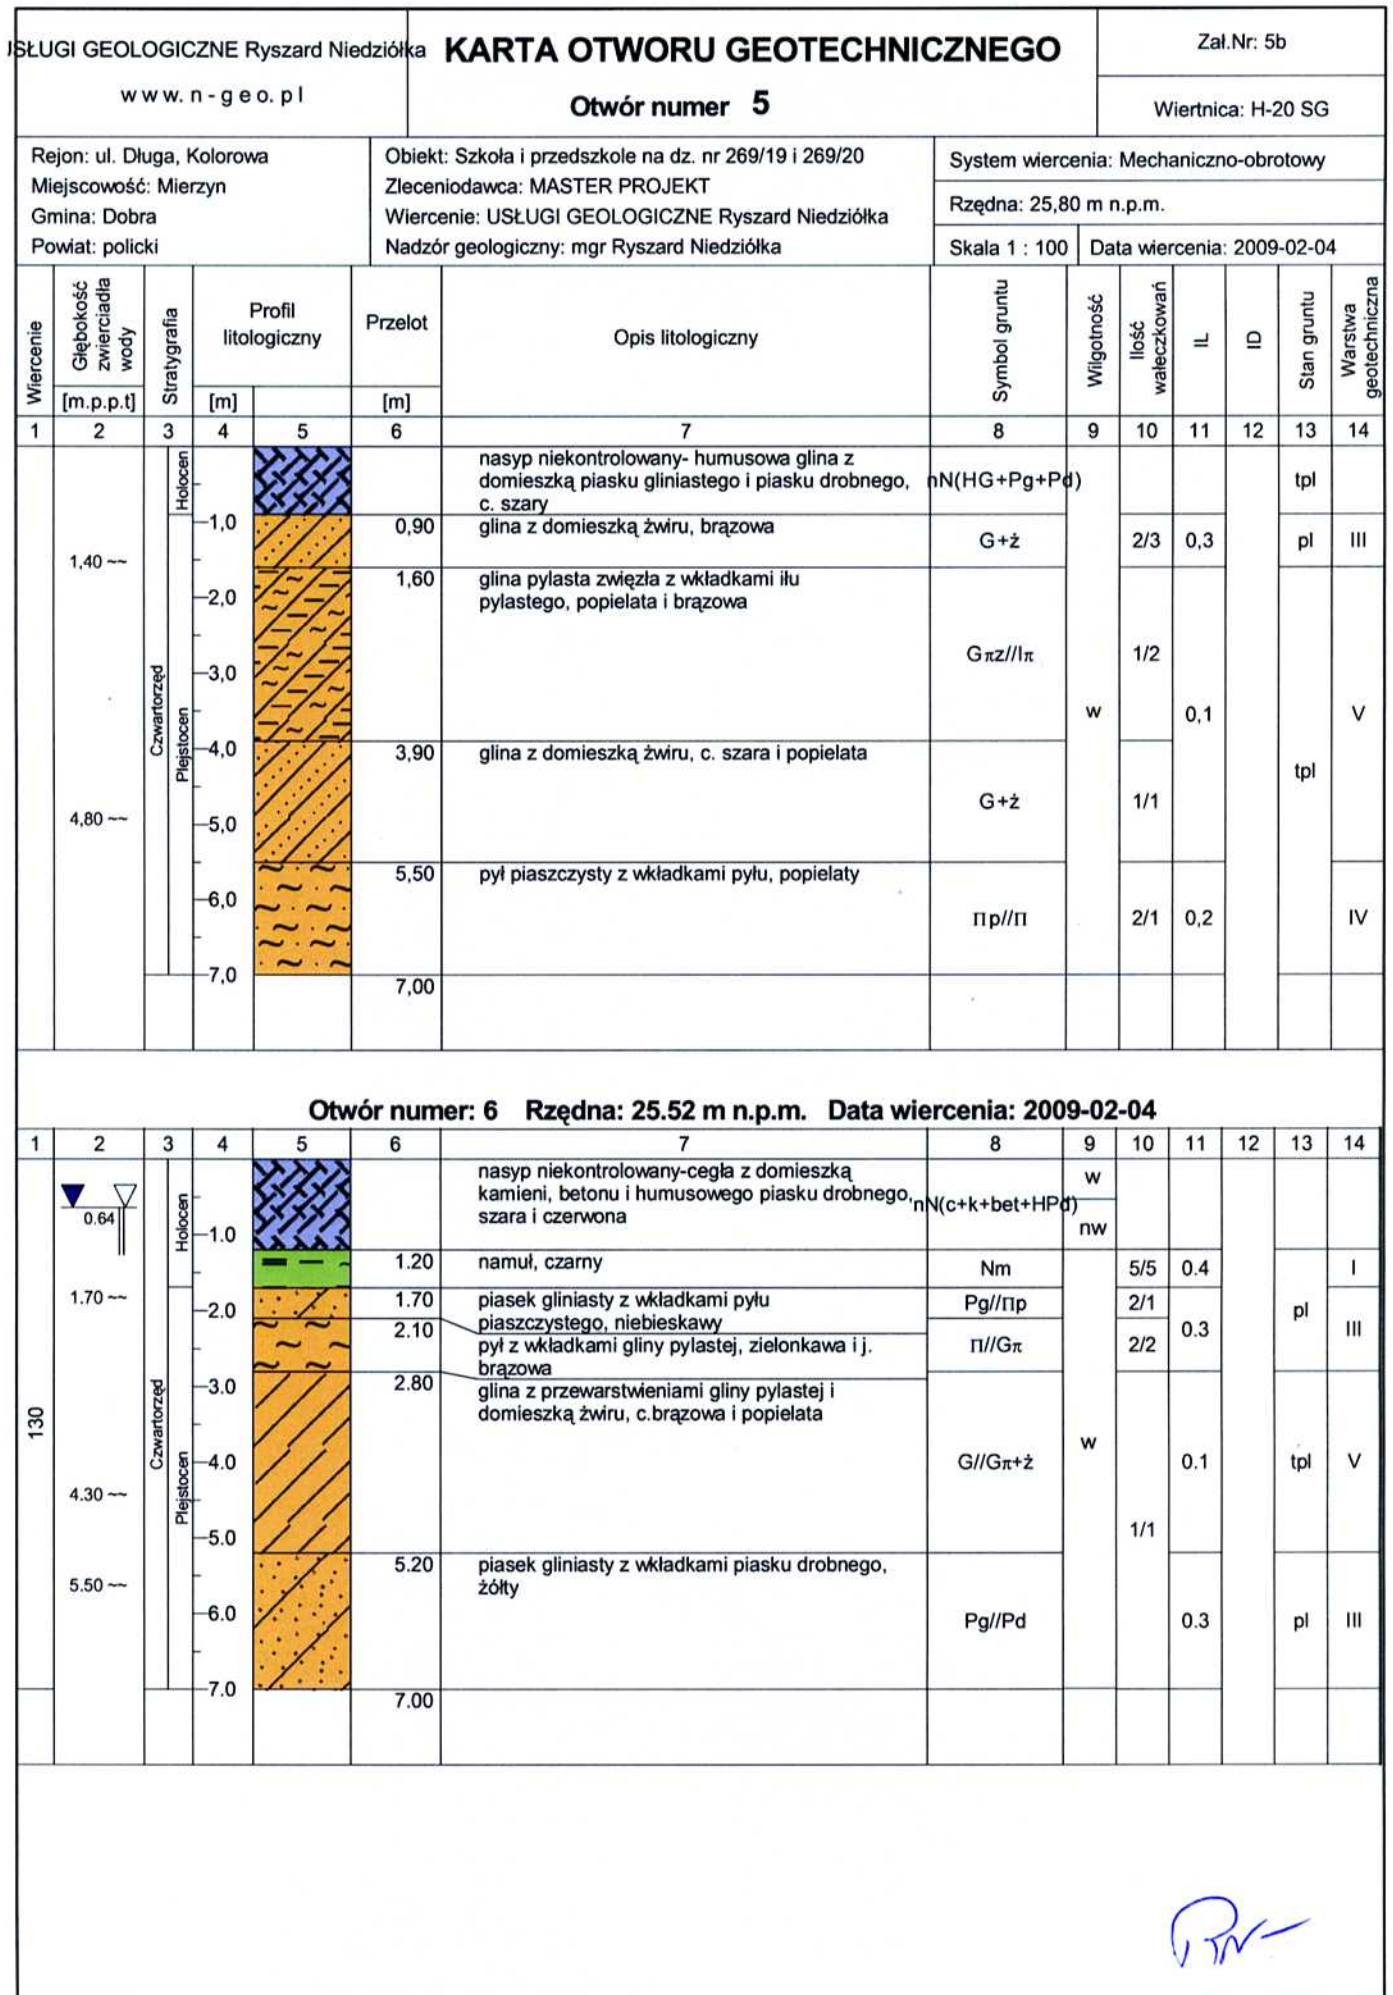 USŁUGI GEOLOGICZNE Ryszard Niedziółka
www.n-geo.pl
KARTA OTWORU GEOTECHNICZNEGO
Otwór numer 5
Zał.Nr: 5b
Wiertnica: H-20 SG
Rejon: ul. Długa, Kolorowa
Miejscowość: Mierzyn
Gmina: Dobra
Powiat: policki
Obiekt: Szkoła i przedszkole na dz. nr 269/19 i 269/20
Zleceniodawca: MASTER PROJEKT
Wiercenie: USŁUGI GEOLOGICZNE Ryszard Niedziółka
Nadzór geologiczny: mgr Ryszard Niedziółka
System wiercenia: Mechaniczno-obrotowy
Rzędna: 25,80 m n.p.m.
Skala 1 : 100 Data wiercenia: 2009-02-04
Wiercenie
Głębokość zwierciadła wody
[m.p.p.t]
Stratygrafia
Profil litologiczny
[m]
Przelot
[m]
Opis litologiczny
Symbol gruntu
Wilgotność
Ilość wałeczkowań
IL
ID
Stan gruntu
Warstwa geotechniczna
1 2 3 4 5 6 7 8 9 10 11 12 13 14
Holocen
nasyp niekontrolowany- humusowa glina z
domieszką piasku gliniastego i piasku drobnego,
c. szary
nN(HG+Pg+Pd)
tpl
1,0
0,90 glina z domieszką żwiru, brązowa
G+ż 2/3 0,3 pl III
1,40 ~~
1,60 glina pylasta zwięzła z wkładkami iłu
pylastego, popielata i brązowa
2,0
Gπz//Iπ 1/2
3,0
Czwartorzęd
Plejstocen
w 0,1 V
4,0
3,90 glina z domieszką żwiru, c. szara i popielata
tpl
G+ż 1/1
4,80 ~~
5,0
5,50 pył piaszczysty z wkładkami pyłu, popielaty
6,0
Πp//Π 2/1 0,2 IV
7,0
7,00
Otwór numer: 6 Rzędna: 25.52 m n.p.m. Data wiercenia: 2009-02-04
1 2 3 4 5 6 7 8 9 10 11 12 13 14
0.64
Holocen
nasyp niekontrolowany-cegła z domieszką
kamieni, betonu i humusowego piasku drobnego,
szara i czerwona
nN(c+k+bet+HPd)
w
nw
1.0
1.20 namuł, czarny
Nm 5/5 0.4 I
1.70 ~~
1.70 piasek gliniasty z wkładkami pyłu
piaszczystego, niebieskawy
Pg//Πp 2/1
2.0
pl
2.10 pył z wkładkami gliny pylastej, zielonkawa i j.
brązowa
Π//Gπ 2/2 0.3 III
3.0
2.80 glina z przewarstwieniami gliny pylastej i
domieszką żwiru, c.brązowa i popielata
130
Czwartorzęd
Plejstocen
w
4.0
G//Gπ+ż 0.1 tpl V
4.30 ~~
1/1
5.0
5.20 piasek gliniasty z wkładkami piasku drobnego,
żółty
5.50 ~~
6.0
Pg//Pd 0.3 pl III
7.0
7.00